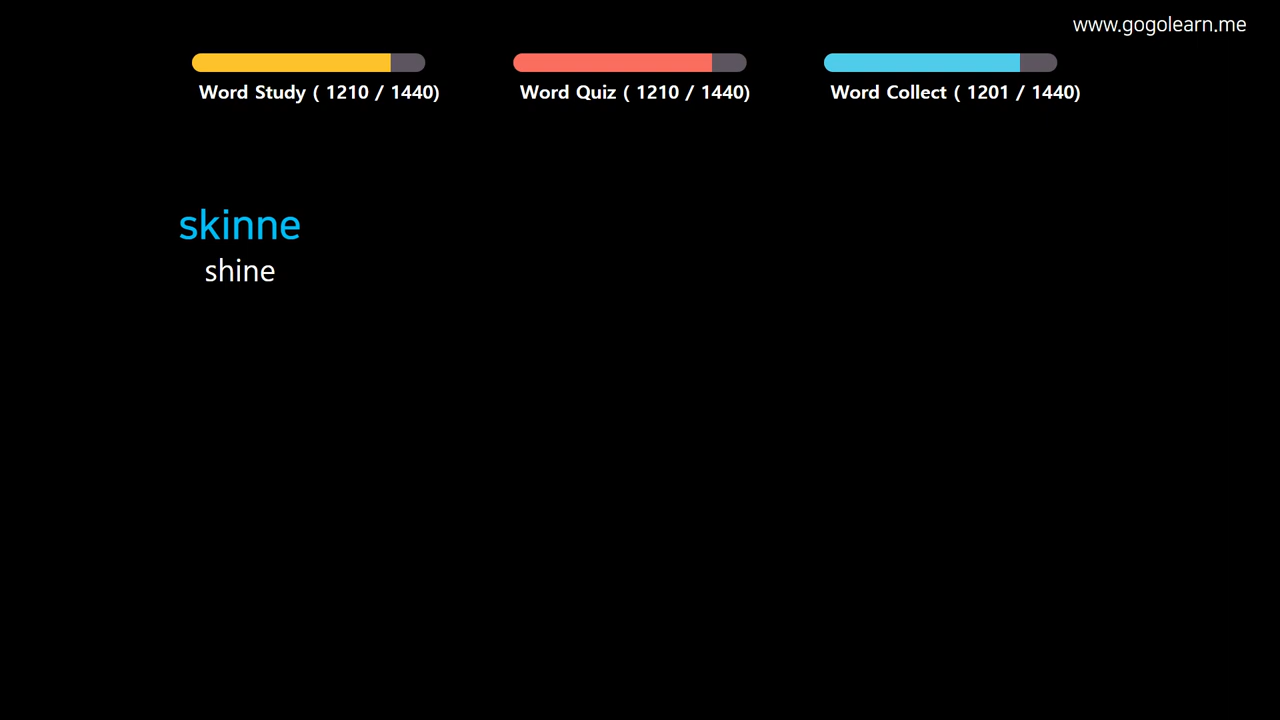 www.gogolearn.me
Word Study ( 1210 / 1440)
Word Quiz ( 1210 / 1440)
Word Collect ( 1201 / 1440)
skinne
shine